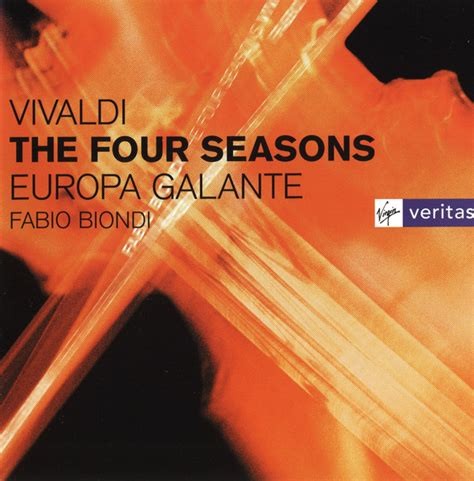 VIVALDI
THE FOUR SEASONS
EUROPA GALANTE
FABIO BIONDI
Virgin veritas